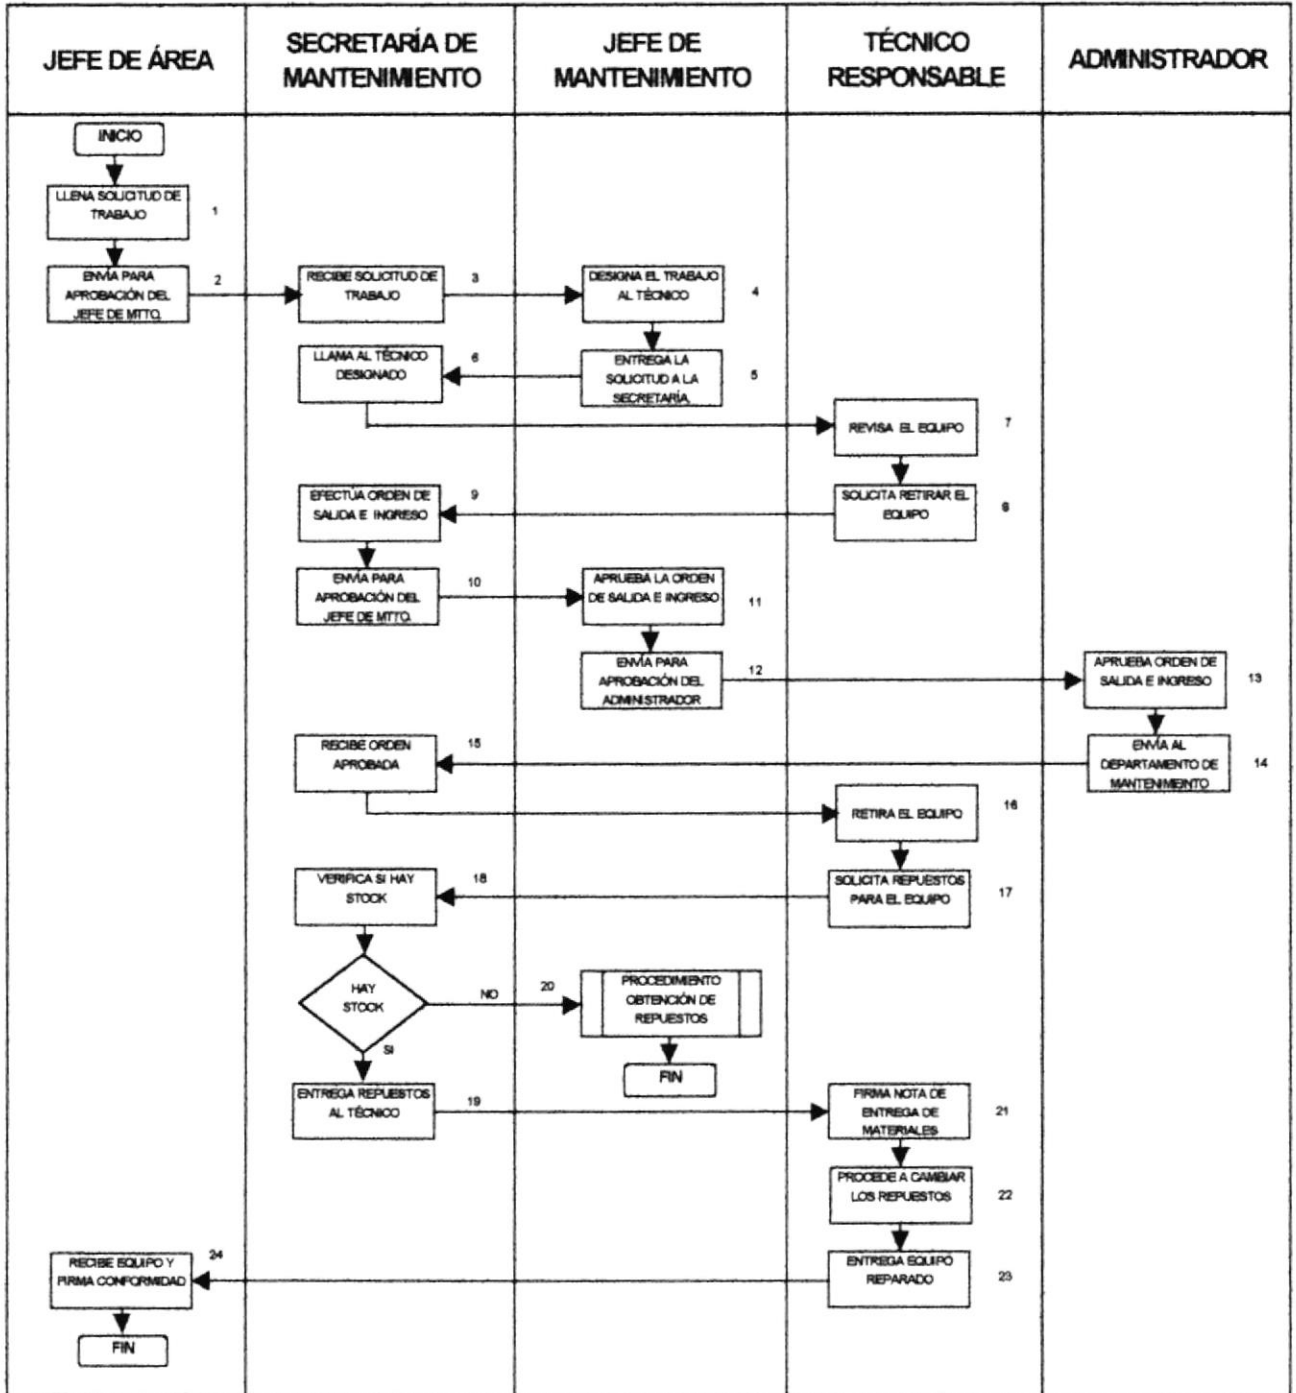 JEFE DE ÁREA
SECRETARÍA DE
MANTENIMIENTO
JEFE DE
MANTENIMIENTO
TÉCNICO
RESPONSABLE
ADMINISTRADOR
INICIO
LLENA SOLICITUD DE
TRABAJO
1
ENVÍA PARA
APROBACIÓN DEL
JEFE DE MTTO.
2
RECIBE SOLICITUD DE
TRABAJO
3
DESIGNA EL TRABAJO
AL TÉCNICO
4
ENTREGA LA
SOLICITUD A LA
SECRETARÍA.
5
LLAMA AL TÉCNICO
DESIGNADO
6
REVISA EL EQUIPO
7
SOLICITA RETIRAR EL
EQUIPO
8
EFECTÚA ORDEN DE
SALIDA E INGRESO
9
ENVÍA PARA
APROBACIÓN DEL
JEFE DE MTTO.
10
APRUEBA LA ORDEN
DE SALIDA E INGRESO
11
ENVÍA PARA
APROBACIÓN DEL
ADMINISTRADOR
12
APRUEBA ORDEN DE
SALIDA E INGRESO
13
ENVÍA AL
DEPARTAMENTO DE
MANTENIMEINTO
14
RECIBE ORDEN
APROBADA
15
RETIRA EL EQUIPO
16
SOLICITA REPUESTOS
PARA EL EQUIPO
17
VERIFICA SI HAY
STOCK
18
HAY
STOCK
NO
20
PROCEDIMIENTO
OBTENCIÓN DE
REPUESTOS
FIN
SI
ENTREGA REPUESTOS
AL TÉCNICO
19
FIRMA NOTA DE
ENTREGA DE
MATERIALES
21
PROCEDE A CAMBIAR
LOS REPUESTOS
22
ENTREGA EQUIPO
REPARADO
23
RECIBE EQUIPO Y
FIRMA CONFORMIDAD
24
FIN